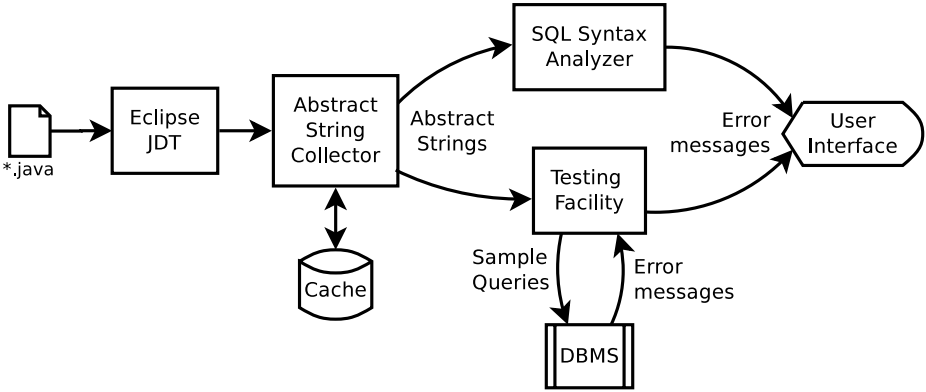 *.java
Eclipse
JDT
Abstract
String
Collector
Cache
Abstract
Strings
SQL Syntax
Analyzer
Testing
Facility
Sample
Queries
Error
messages
DBMS
Error
messages
User
Interface